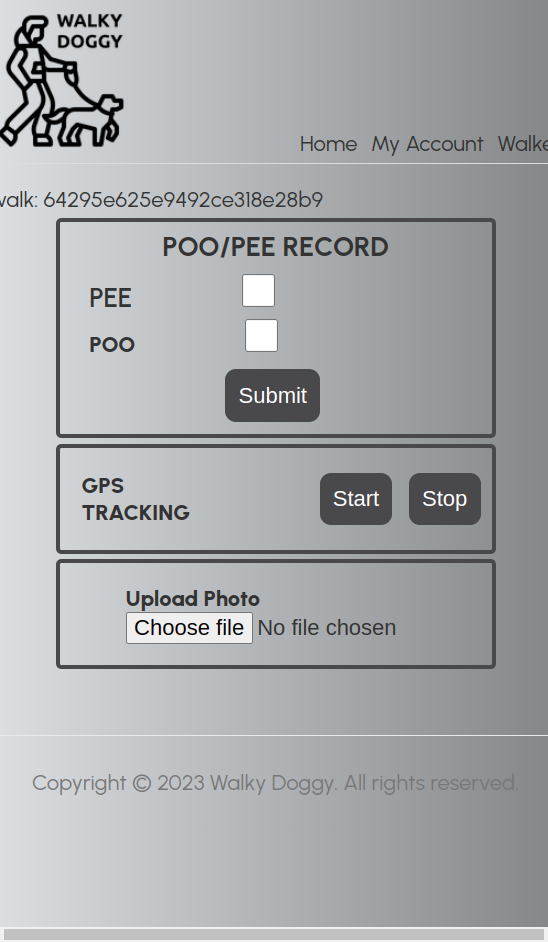 WALKY
DOGGY
Home My Account
walk: 64295e625e9492ce318e28b9
POO/PEE RECORD
PEE
POO
Submit
GPS
TRACKING
Start Stop
Upload Photo
Choose file No file chosen
Copyright © 2023 Walky Doggy. All rights reserved.